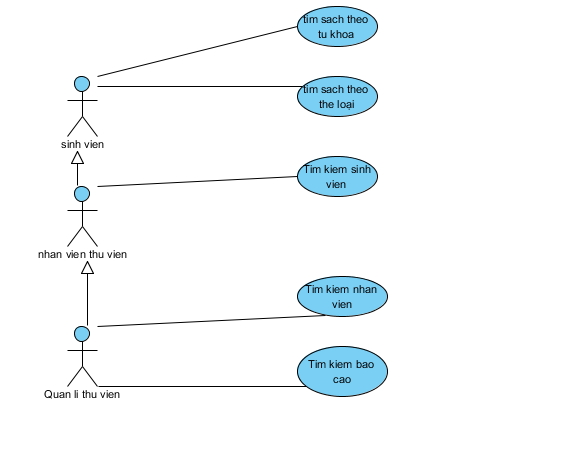 tim sach theo
tu khoa
tim sach theo
the loại
sinh vien
Tim kiem sinh
vien
nhan vien thu vien
Tim kiem nhan
vien
Tim kiem bao
cao
Quan li thu vien